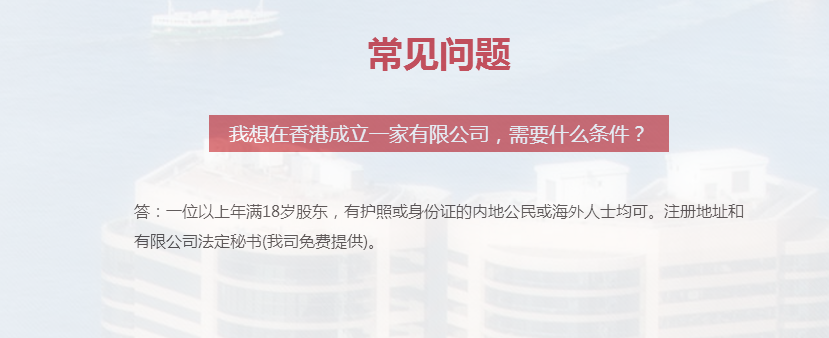 常见问题
我想在香港成立一家有限公司，需要什么条件？
答：一位以上年满18岁股东，有护照或身份证的内地公民或海外人士均可。注册地址和
有限公司法定秘书(我司免费提供)。